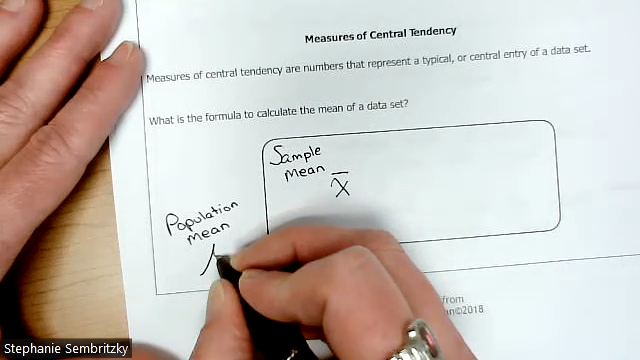 Measures of Central Tendency
Measures of central tendency are numbers that represent a typical, or central entry of a data set.
What is the formula to calculate the mean of a data set?
Sample
mean x̄
Population
mean
from
©2018
Stephanie Sembritzky